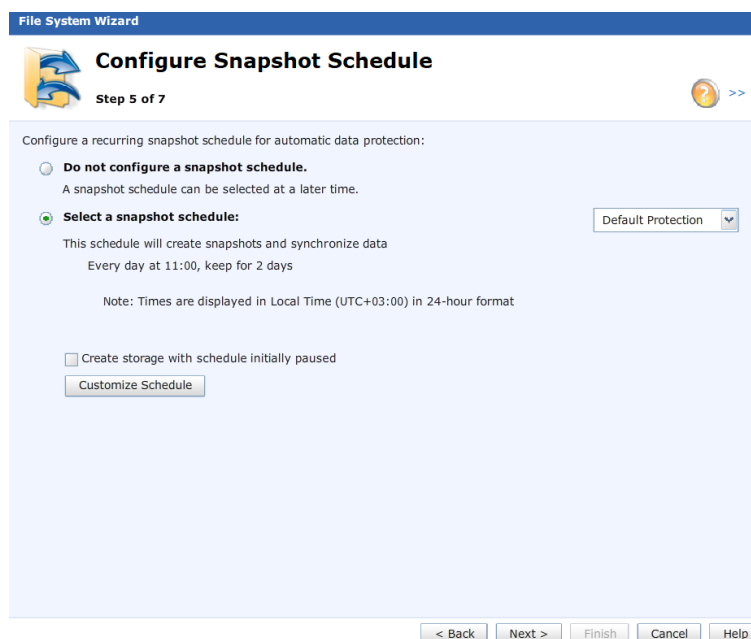 File System Wizard
Configure Snapshot Schedule
Step 5 of 7
? >>
Configure a recurring snapshot schedule for automatic data protection:
Do not configure a snapshot schedule.
A snapshot schedule can be selected at a later time.
Select a snapshot schedule: Default Protection
This schedule will create snapshots and synchronize data
Every day at 11:00, keep for 2 days
Note: Times are displayed in Local Time (UTC+03:00) in 24-hour format
Create storage with schedule initially paused
Customize Schedule
< Back Next > Finish Cancel Help